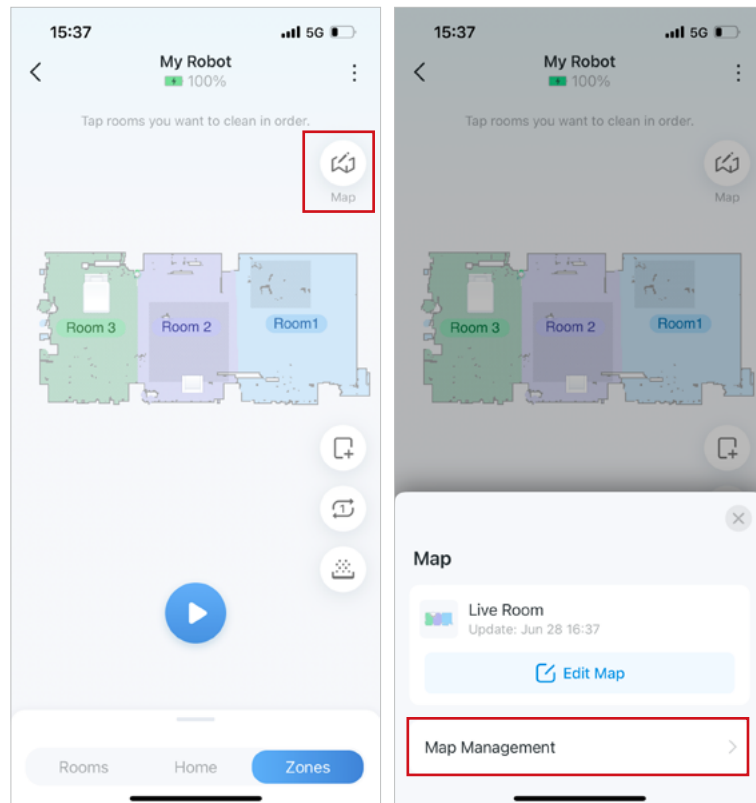 15:37 5G
My Robot
100%
Tap rooms you want to clean in order.
Map
Room 3 Room 2 Room1
1
Rooms Home Zones
15:37 5G
My Robot
100%
Tap rooms you want to clean in order.
Map
Room 3 Room 2 Room1
Map
Live Room
Update: Jun 28 16:37
Edit Map
Map Management